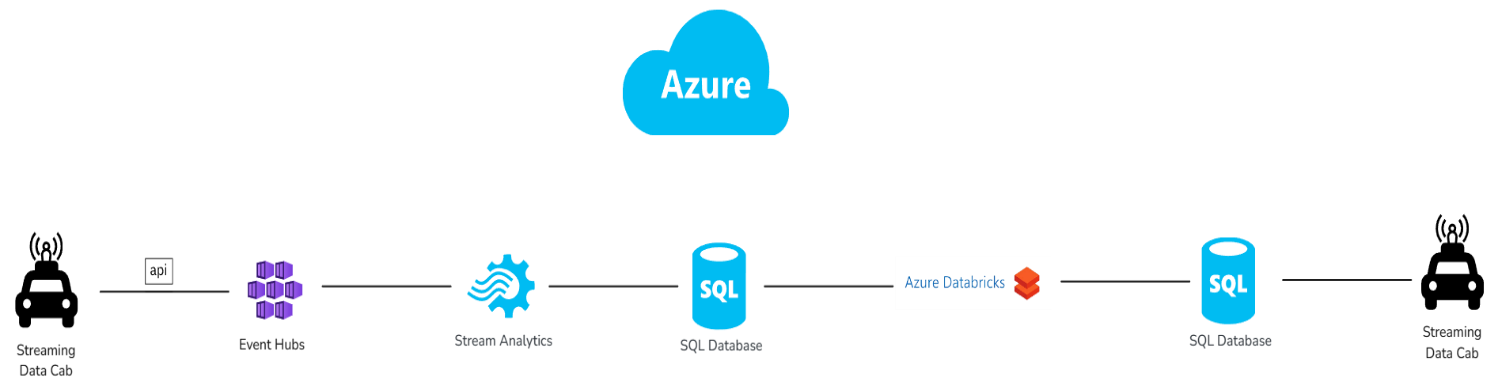 Azure
api
Event Hubs
Stream Analytics
SQL
SQL Database
Azure Databricks
SQL
SQL Database
Streaming
Data Cab
Streaming
Data Cab